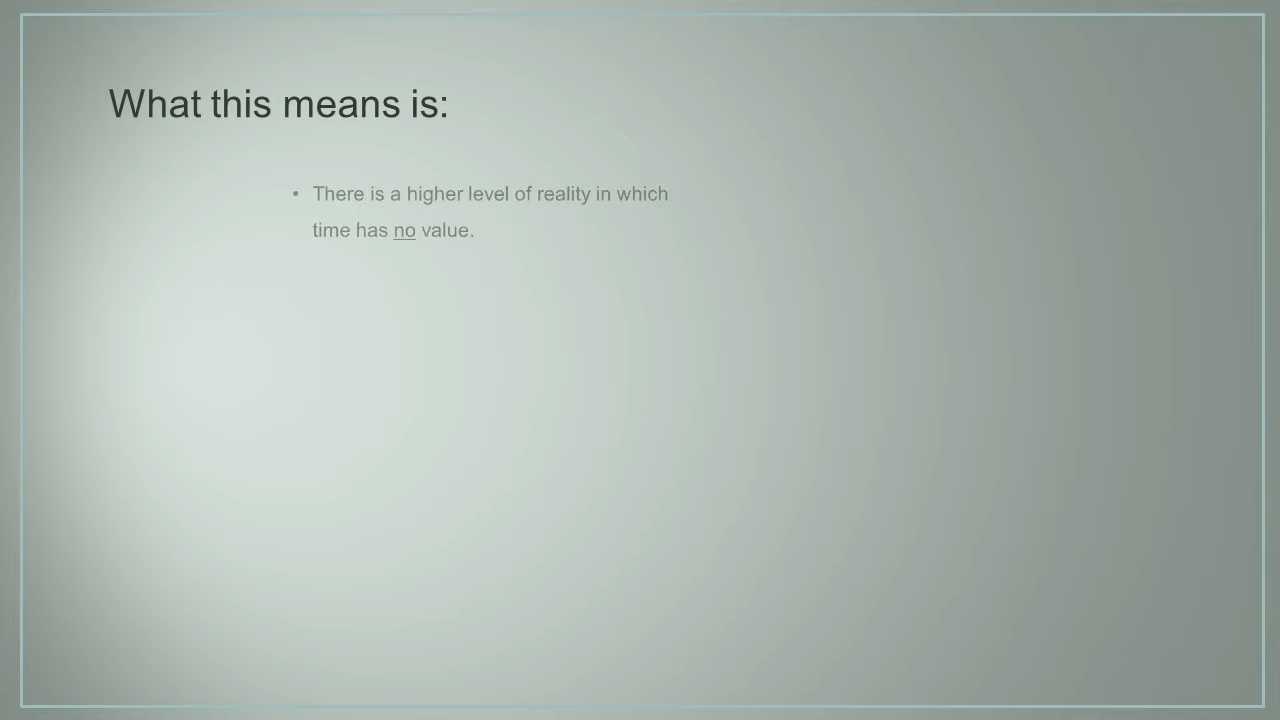 What this means is:
• There is a higher level of reality in which
time has no value.